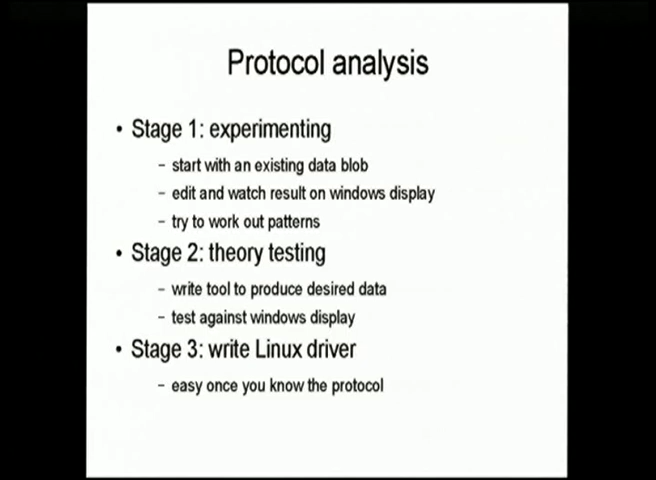 Protocol analysis
• Stage 1: experimenting
– start with an existing data blob
– edit and watch result on windows display
– try to work out patterns
• Stage 2: theory testing
– write tool to produce desired data
– test against windows display
• Stage 3: write Linux driver
– easy once you know the protocol